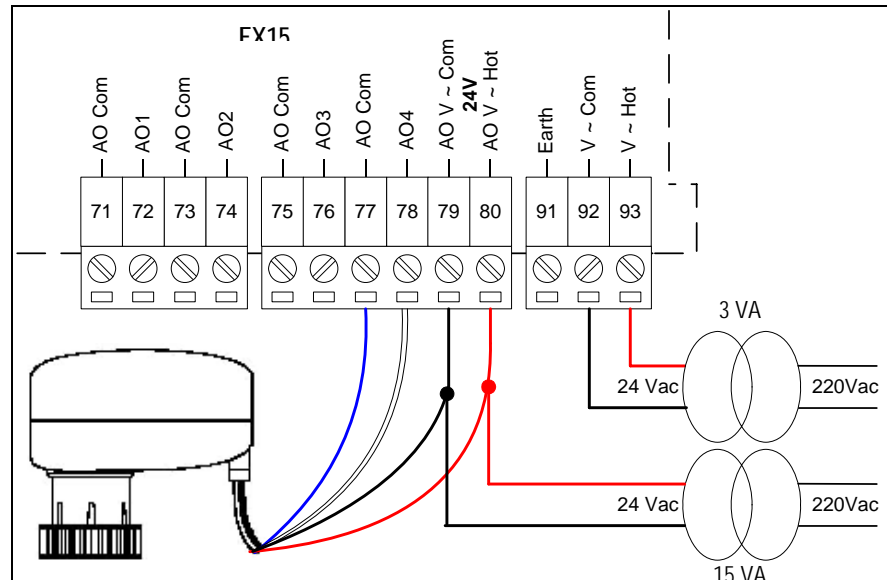 EX15
AO Com
AO1
AO Com
AO2
AO Com
AO3
AO Com
AO4
AO V ~ Com
24V
AO V ~ Hot
Earth
V ~ Com
V ~ Hot
71 72 73 74 75 76 77 78 79 80 91 92 93
3 VA
24 Vac 220Vac
24 Vac 220Vac
15 VA